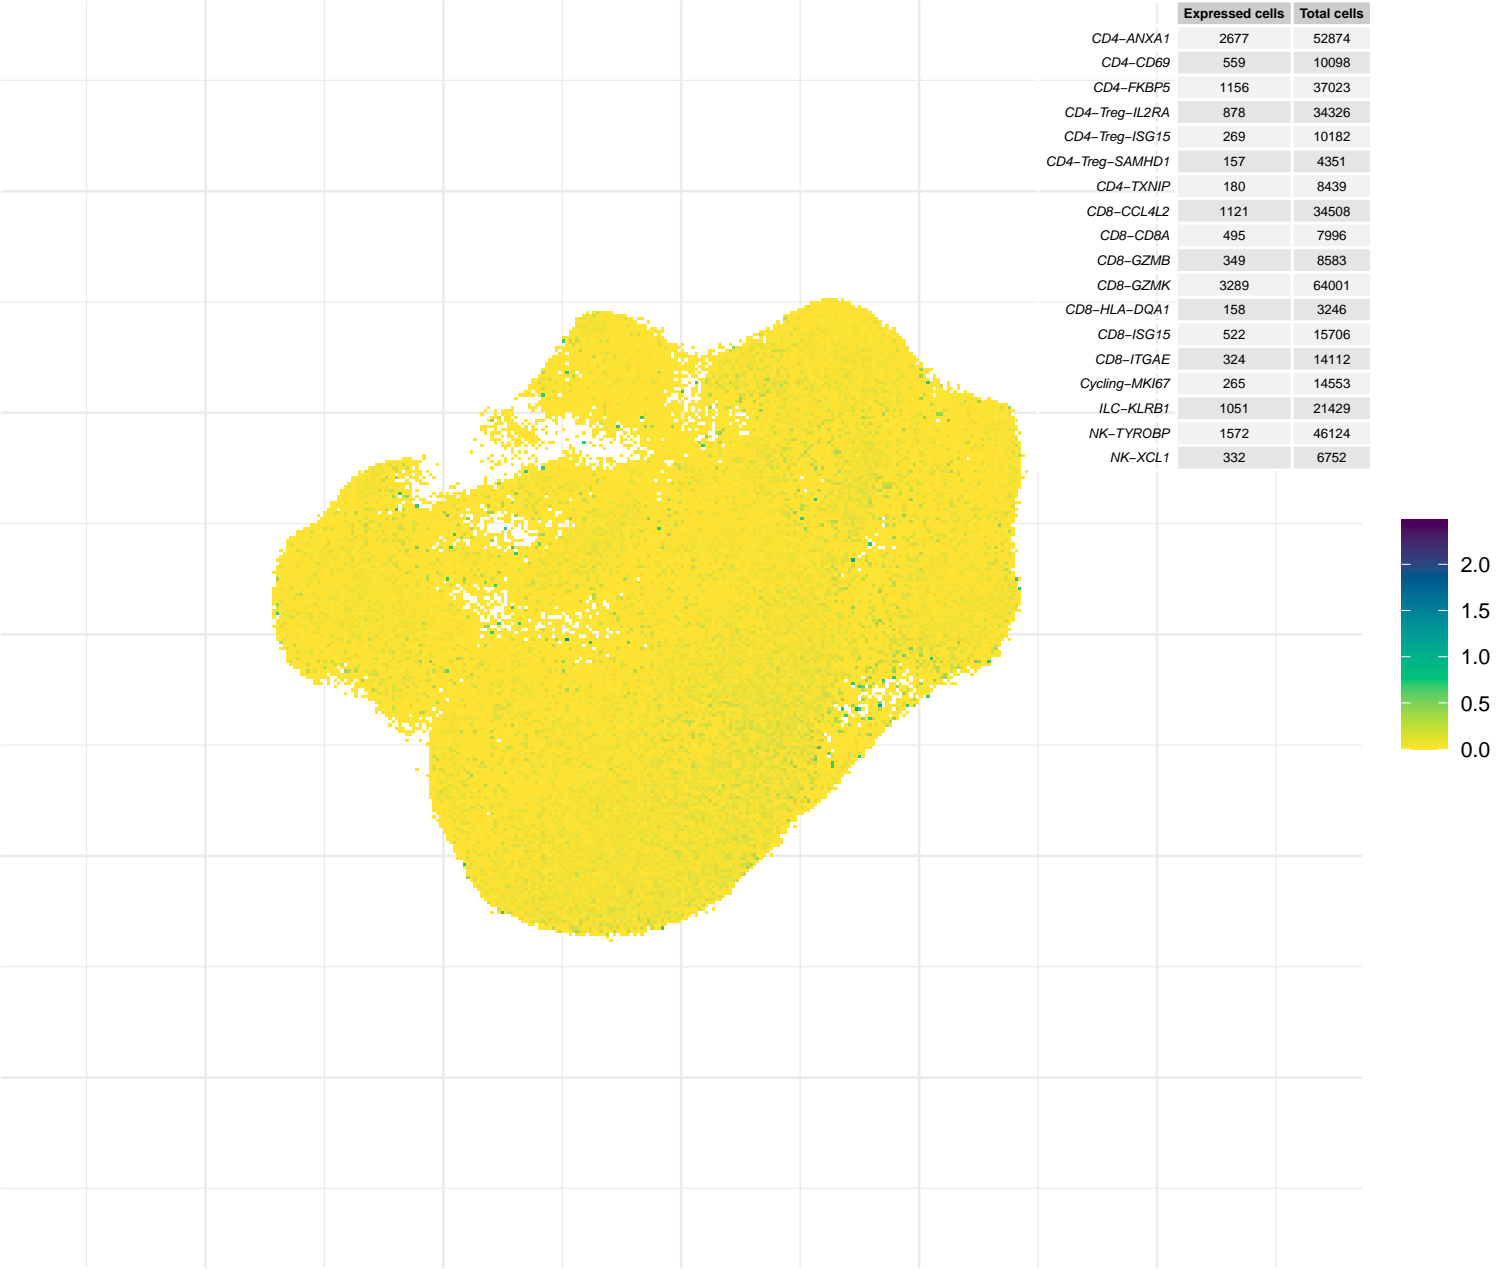 Expressed cells Total cells
CD4−ANXA1 2677 52874
CD4−CD69 559 10098
CD4−FKBP5 1156 37023
CD4−Treg−IL2RA 878 34326
CD4−Treg−ISG15 269 10182
CD4−Treg−SAMHD1 157 4351
CD4−TXNIP 180 8439
CD8−CCL4L2 1121 34508
CD8−CD8A 495 7996
CD8−GZMB 349 8583
CD8−GZMK 3289 64001
CD8−HLA−DQA1 158 3246
CD8−ISG15 522 15706
CD8−ITGAE 324 14112
Cycling−MKI67 265 14553
ILC−KLRB1 1051 21429
NK−TYROBP 1572 46124
NK−XCL1 332 6752
2.0
1.5
1.0
0.5
0.0